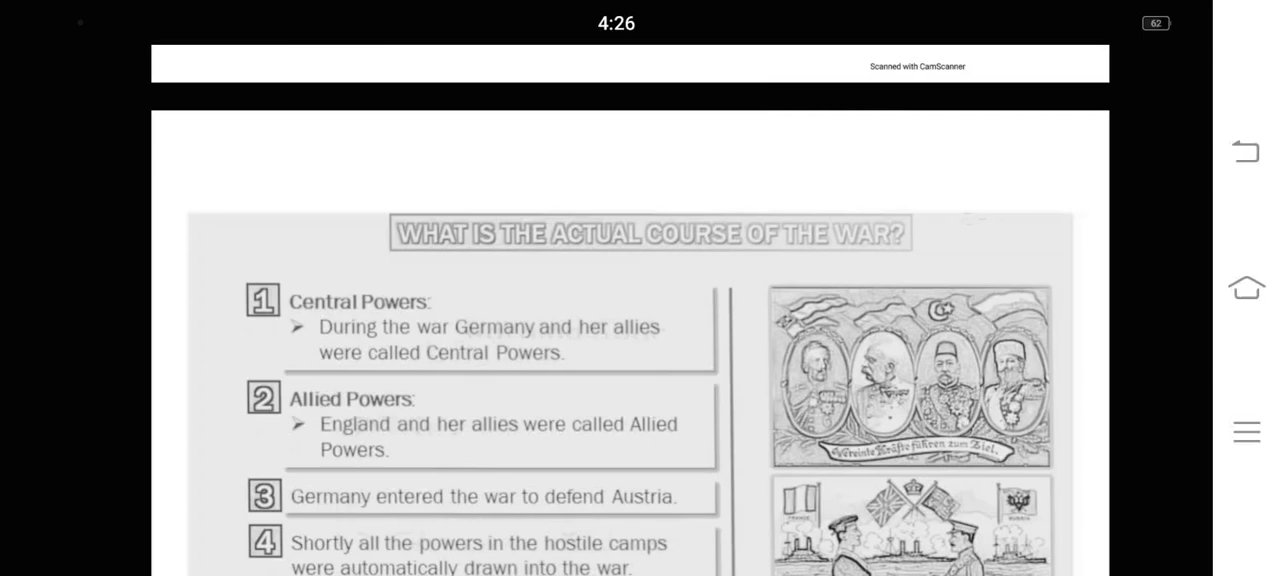 4:26
62
Scanned with CamScanner
WHAT IS THE ACTUAL COURSE OF THE WAR?
1 Central Powers:
➤ During the war Germany and her allies
were called Central Powers.
2 Allied Powers:
➤ England and her allies were called Allied
Powers.
3 Germany entered the war to defend Austria.
4 Shortly all the powers in the hostile camps
were automatically drawn into the war.
Vereinte Kräfte führen zum Ziel.
FRANCE
RUSSIA